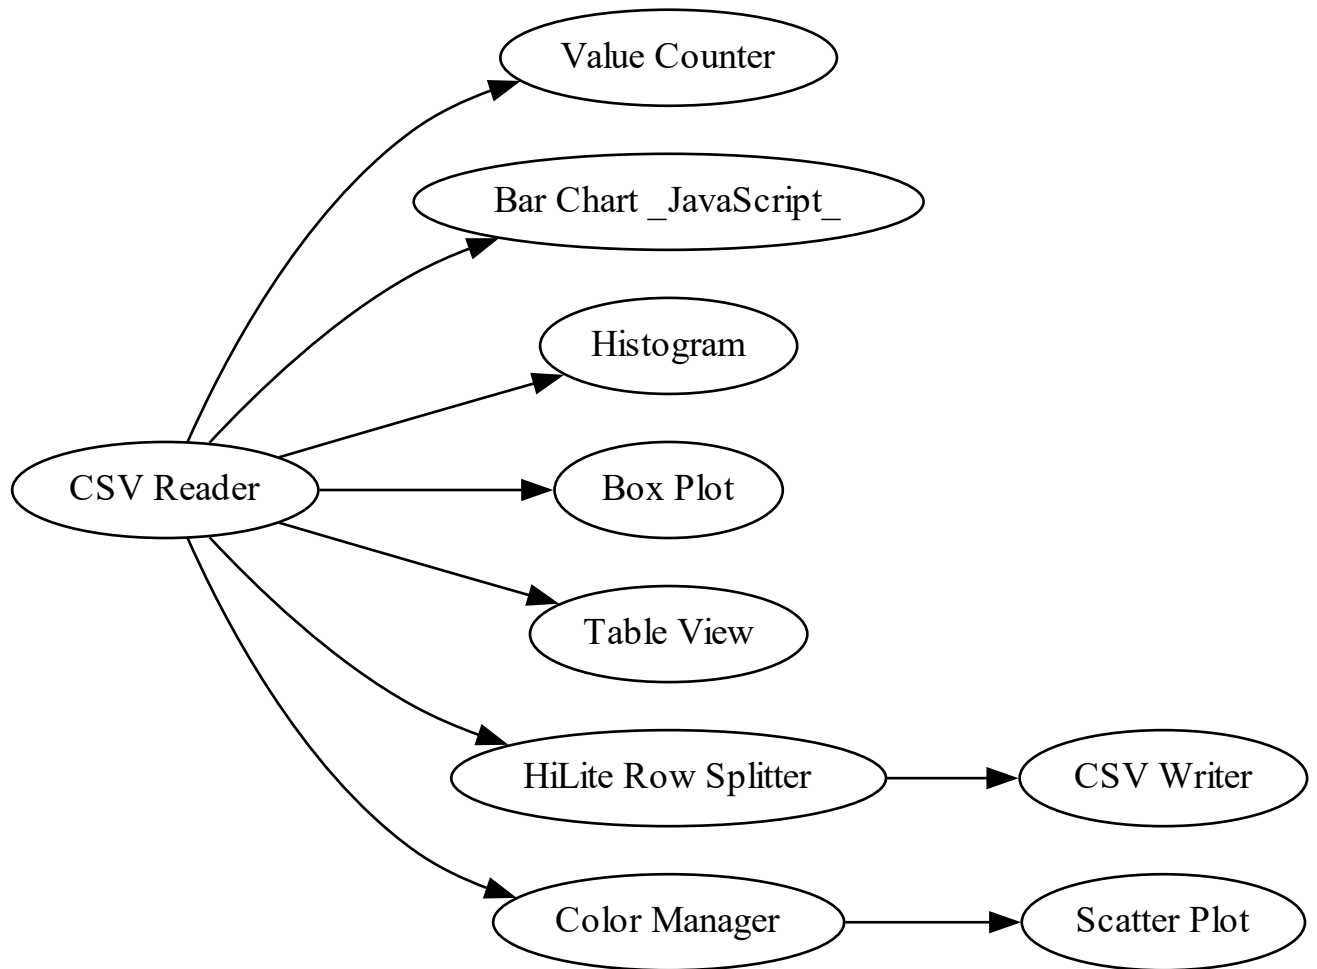 Value Counter
Bar Chart _JavaScript_
Histogram
CSV Reader
Box Plot
Table View
HiLite Row Splitter
CSV Writer
Color Manager
Scatter Plot